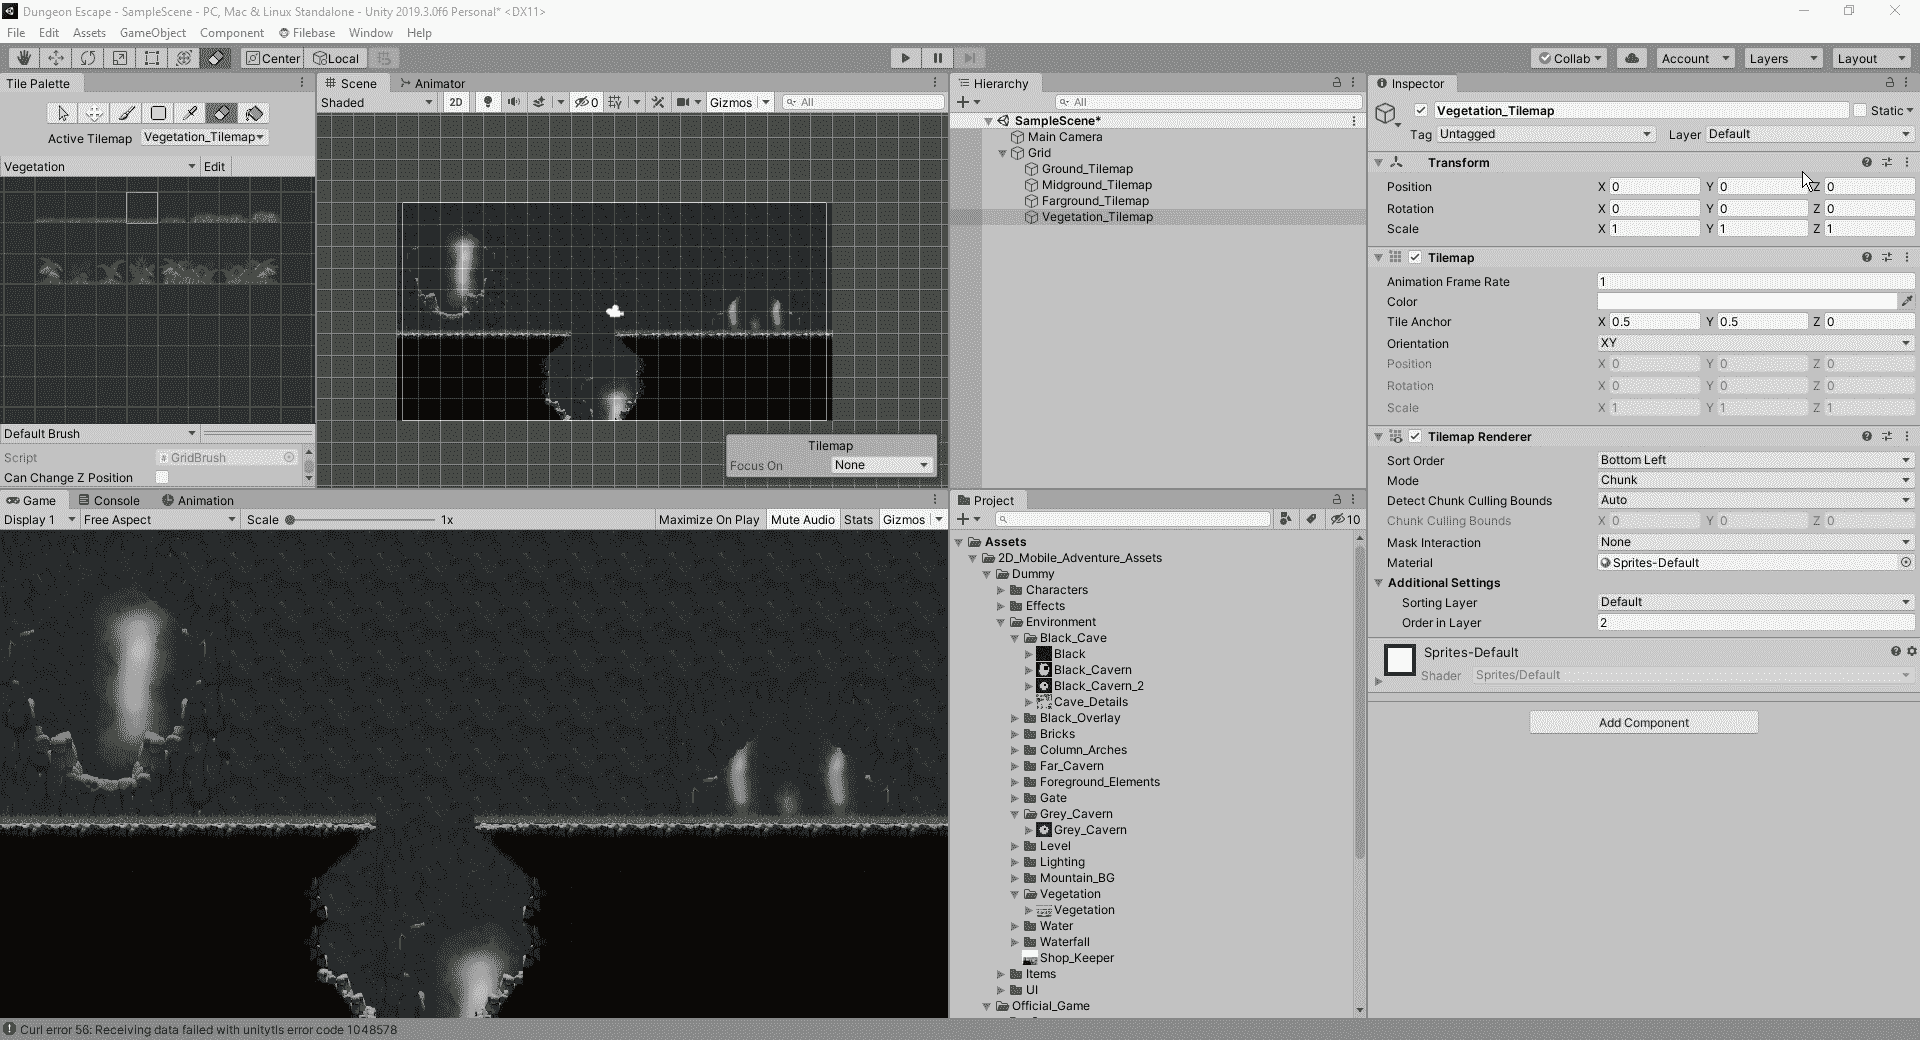 Dungeon Escape - SampleScene - PC, Mac & Linux Standalone - Unity 2019.3.0f6 Personal* <DX11>
File Edit Assets GameObject Component Filebase Window Help
Center Local Collab Account Layers Layout
Tile Palette
Active Tilemap Vegetation_Tilemap
Vegetation Edit
Default Brush
Script # GridBrush
Can Change Z Position
Scene Animator
Shaded 2D 0 Gizmos All
Tilemap
Focus On None
Hierarchy
All
SampleScene*
Main Camera
Grid
Ground_Tilemap
Midground_Tilemap
Farground_Tilemap
Vegetation_Tilemap
Inspector
Vegetation_Tilemap Static
Tag Untagged Layer Default
Transform
Position X 0 Y 0 Z 0
Rotation X 0 Y 0 Z 0
Scale X 1 Y 1 Z 1
Tilemap
Animation Frame Rate 1
Color
Tile Anchor X 0.5 Y 0.5 Z 0
Orientation XY
Position X 0 Y 0 Z 0
Rotation X 0 Y 0 Z 0
Scale X 1 Y 1 Z 1
Tilemap Renderer
Sort Order Bottom Left
Mode Chunk
Detect Chunk Culling Bounds Auto
Chunk Culling Bounds X 0 Y 0 Z 0
Mask Interaction None
Material Sprites-Default
Additional Settings
Sorting Layer Default
Order in Layer 2
Sprites-Default
Shader Sprites/Default
Add Component
Game Console Animation
Display 1 Free Aspect Scale 1x Maximize On Play Mute Audio Stats Gizmos
Project
10
Assets
2D_Mobile_Adventure_Assets
Dummy
Characters
Effects
Environment
Black_Cave
Black
Black_Cavern
Black_Cavern_2
Cave_Details
Black_Overlay
Bricks
Column_Arches
Far_Cavern
Foreground_Elements
Gate
Grey_Cavern
Grey_Cavern
Level
Lighting
Mountain_BG
Vegetation
Vegetation
Water
Waterfall
Shop_Keeper
Items
UI
Official_Game
Curl error 56: Receiving data failed with unitytls error code 1048578